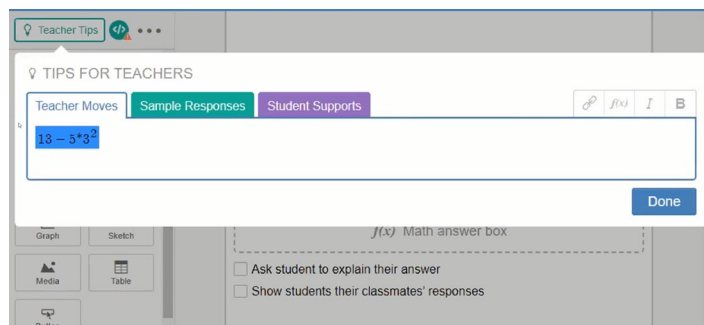 Teacher Tips
TIPS FOR TEACHERS
Teacher Moves Sample Responses Student Supports
f(x) I B
13 − 5*3²
Done
Graph Sketch
f(x) Math answer box
Ask student to explain their answer
Media Table
Show students their classmates' responses